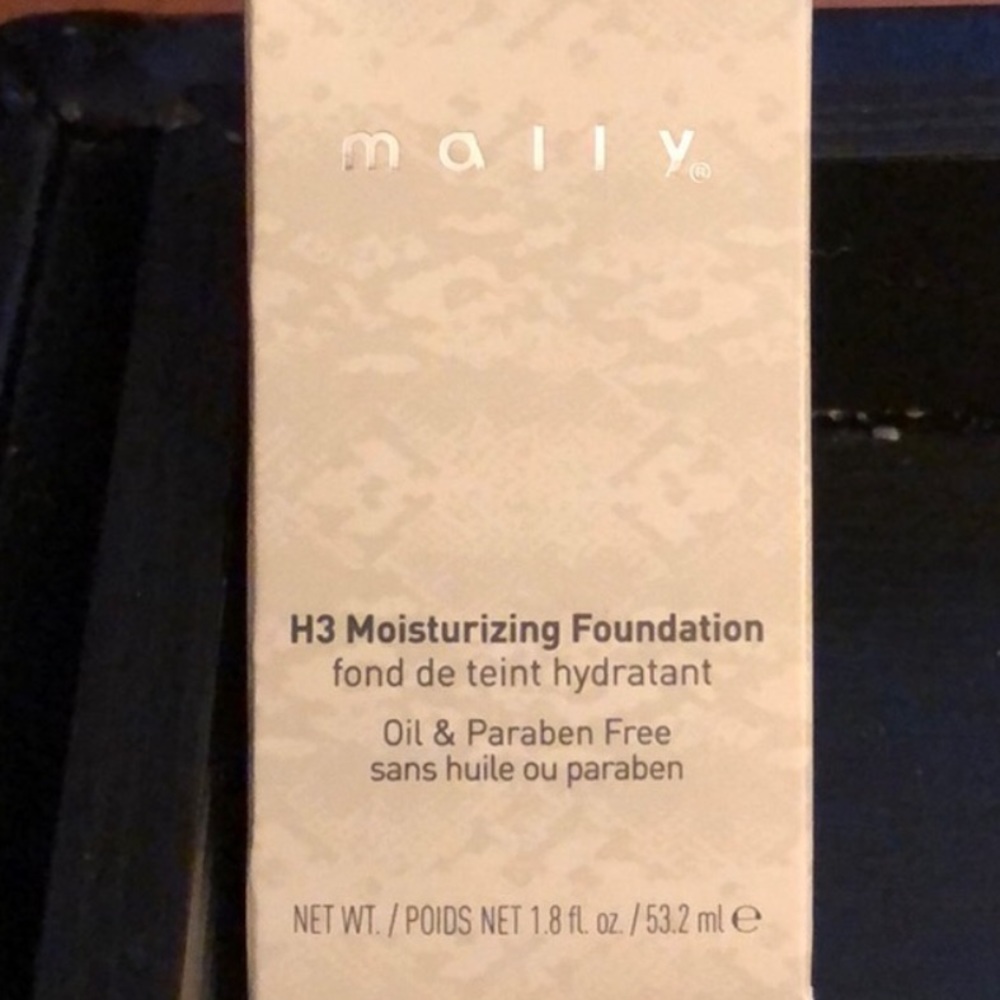 mally®
H3 Moisturizing Foundation
fond de teint hydratant
Oil & Paraben Free
sans huile ou paraben
NET WT. / POIDS NET 1.8 fl. oz. / 53.2 ml ℮